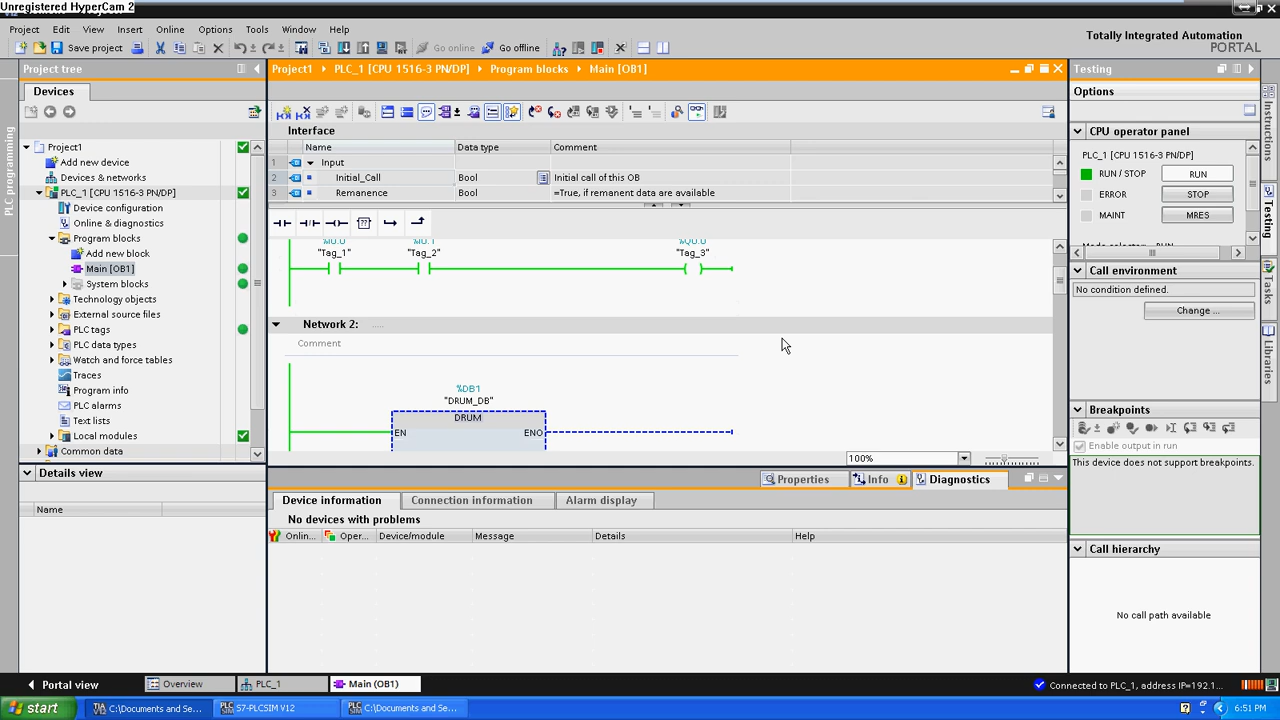 Unregistered HyperCam 2
Project Edit View Insert Online Options Tools Window Help
Totally Integrated Automation
PORTAL
Save project
Go online Go offline
Project tree
Project1 PLC_1 [CPU 1516-3 PN/DP] Program blocks Main [OB1]
Testing
Devices
Options
PLC programming
Project1
Add new device
Devices & networks
PLC_1 [CPU 1516-3 PN/DP]
Device configuration
Online & diagnostics
Program blocks
Add new block
Main [OB1]
System blocks
Technology objects
External source files
PLC tags
PLC data types
Watch and force tables
Traces
Program info
PLC alarms
Text lists
Local modules
Common data
Details view
Name
Interface
Name Data type Comment
1 Input
2 Initial_Call Bool Initial call of this OB
3 Remanence Bool =True, if remanent data are available
"Tag_1" "Tag_2" "Tag_3"
Network 2: .....
Comment
%DB1
"DRUM_DB"
DRUM
EN ENO
100%
Properties Info Diagnostics
Device information Connection information Alarm display
No devices with problems
Onlin... Oper... Device/module Message Details Help
CPU operator panel
PLC_1 [CPU 1516-3 PN/DP]
RUN / STOP RUN
ERROR STOP
MAINT MRES
Call environment
No condition defined.
Change ...
Breakpoints
Enable output in run
This device does not support breakpoints.
Call hierarchy
No call path available
Instructions
Testing
Tasks
Libraries
Portal view Overview PLC_1 Main (OB1)
Connected to PLC_1, address IP=192.1...
start C:\Documents and Se... S7-PLCSIM V12 C:\Documents and Se... 6:51 PM